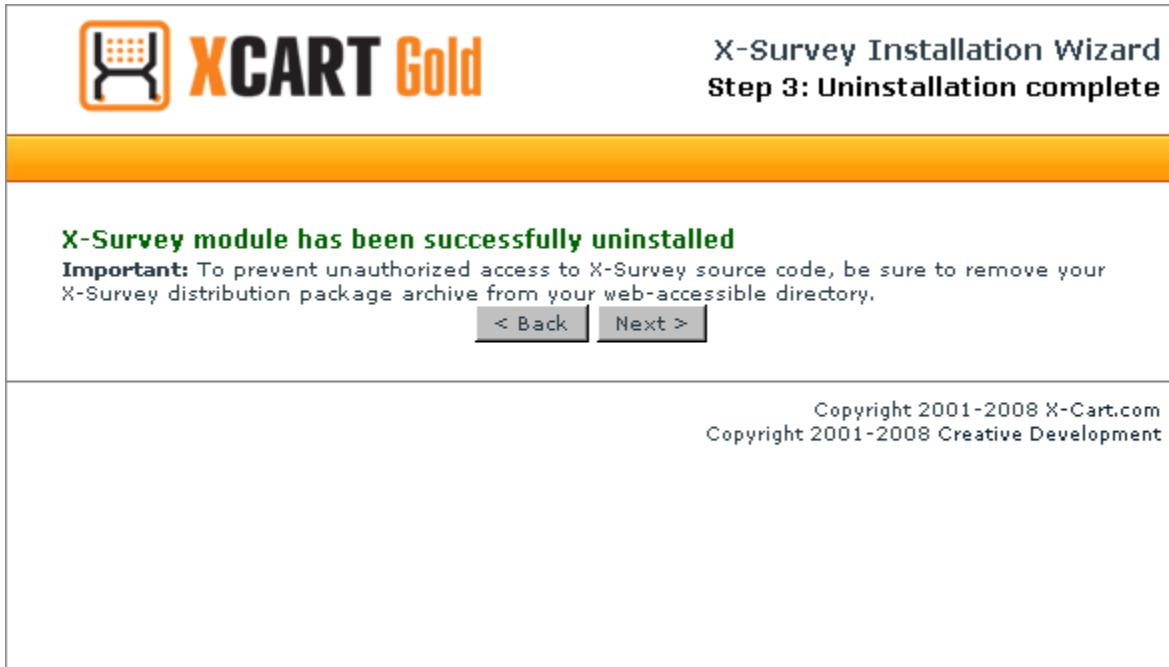 XCART Gold
X-Survey Installation Wizard
Step 3: Uninstallation complete
X-Survey module has been successfully uninstalled
Important: To prevent unauthorized access to X-Survey source code, be sure to remove your
X-Survey distribution package archive from your web-accessible directory.
< Back Next >
Copyright 2001-2008 X-Cart.com
Copyright 2001-2008 Creative Development